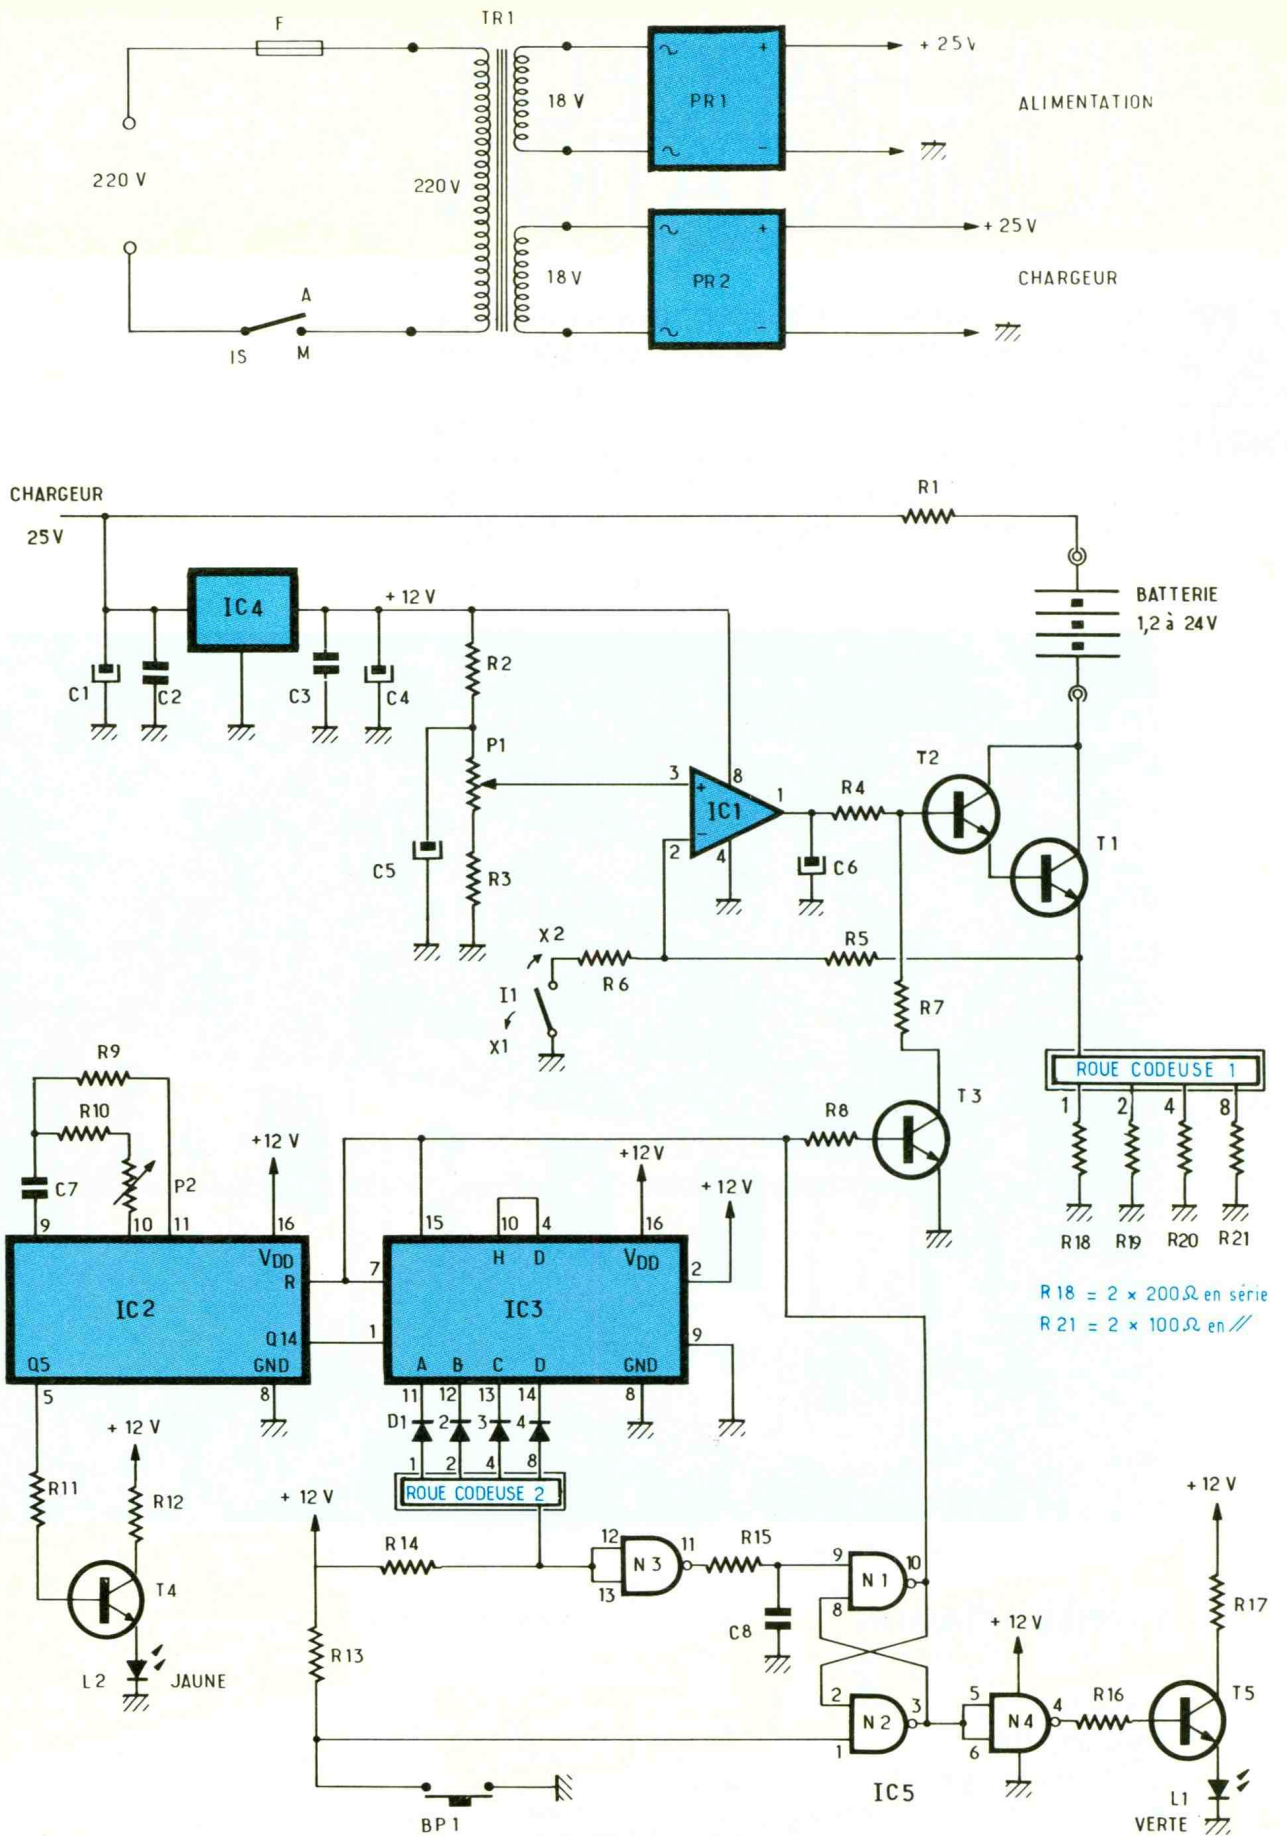 F
TR1
220 V
220 V
18 V
PR1
+
−
+ 25V
ALIMENTATION
18 V
PR2
+
−
+ 25V
CHARGEUR
A
IS
M
CHARGEUR
25V
R1
BATTERIE
1,2 à 24V
IC4
+ 12 V
C1
C2
C3
C4
R2
P1
R3
C5
3
+
8
IC1
1
−
2
4
R4
C6
T2
T1
X2
I1
X1
R6
R5
R7
R8
T3
ROUE CODEUSE 1
1
2
4
8
R18
R19
R20
R21
R18 = 2 × 200Ω en série
R21 = 2 × 100Ω en //
R9
R10
C7
P2
+12 V
9
10
11
16
VDD
R
IC2
Q14
Q5
GND
5
8
+12V
+12 V
15
10
4
16
H
D
VDD
7
2
IC3
1
9
A
B
C
D
GND
11
12
13
14
8
D1
2
3
4
1
2
4
8
ROUE CODEUSE 2
+ 12 V
R11
R12
T4
L2
JAUNE
+ 12 V
R14
R13
12
13
N3
11
R15
C8
9
8
N1
10
2
1
N2
3
+ 12V
5
6
N4
4
R16
+ 12 V
R17
T5
L1
VERTE
IC5
BP1